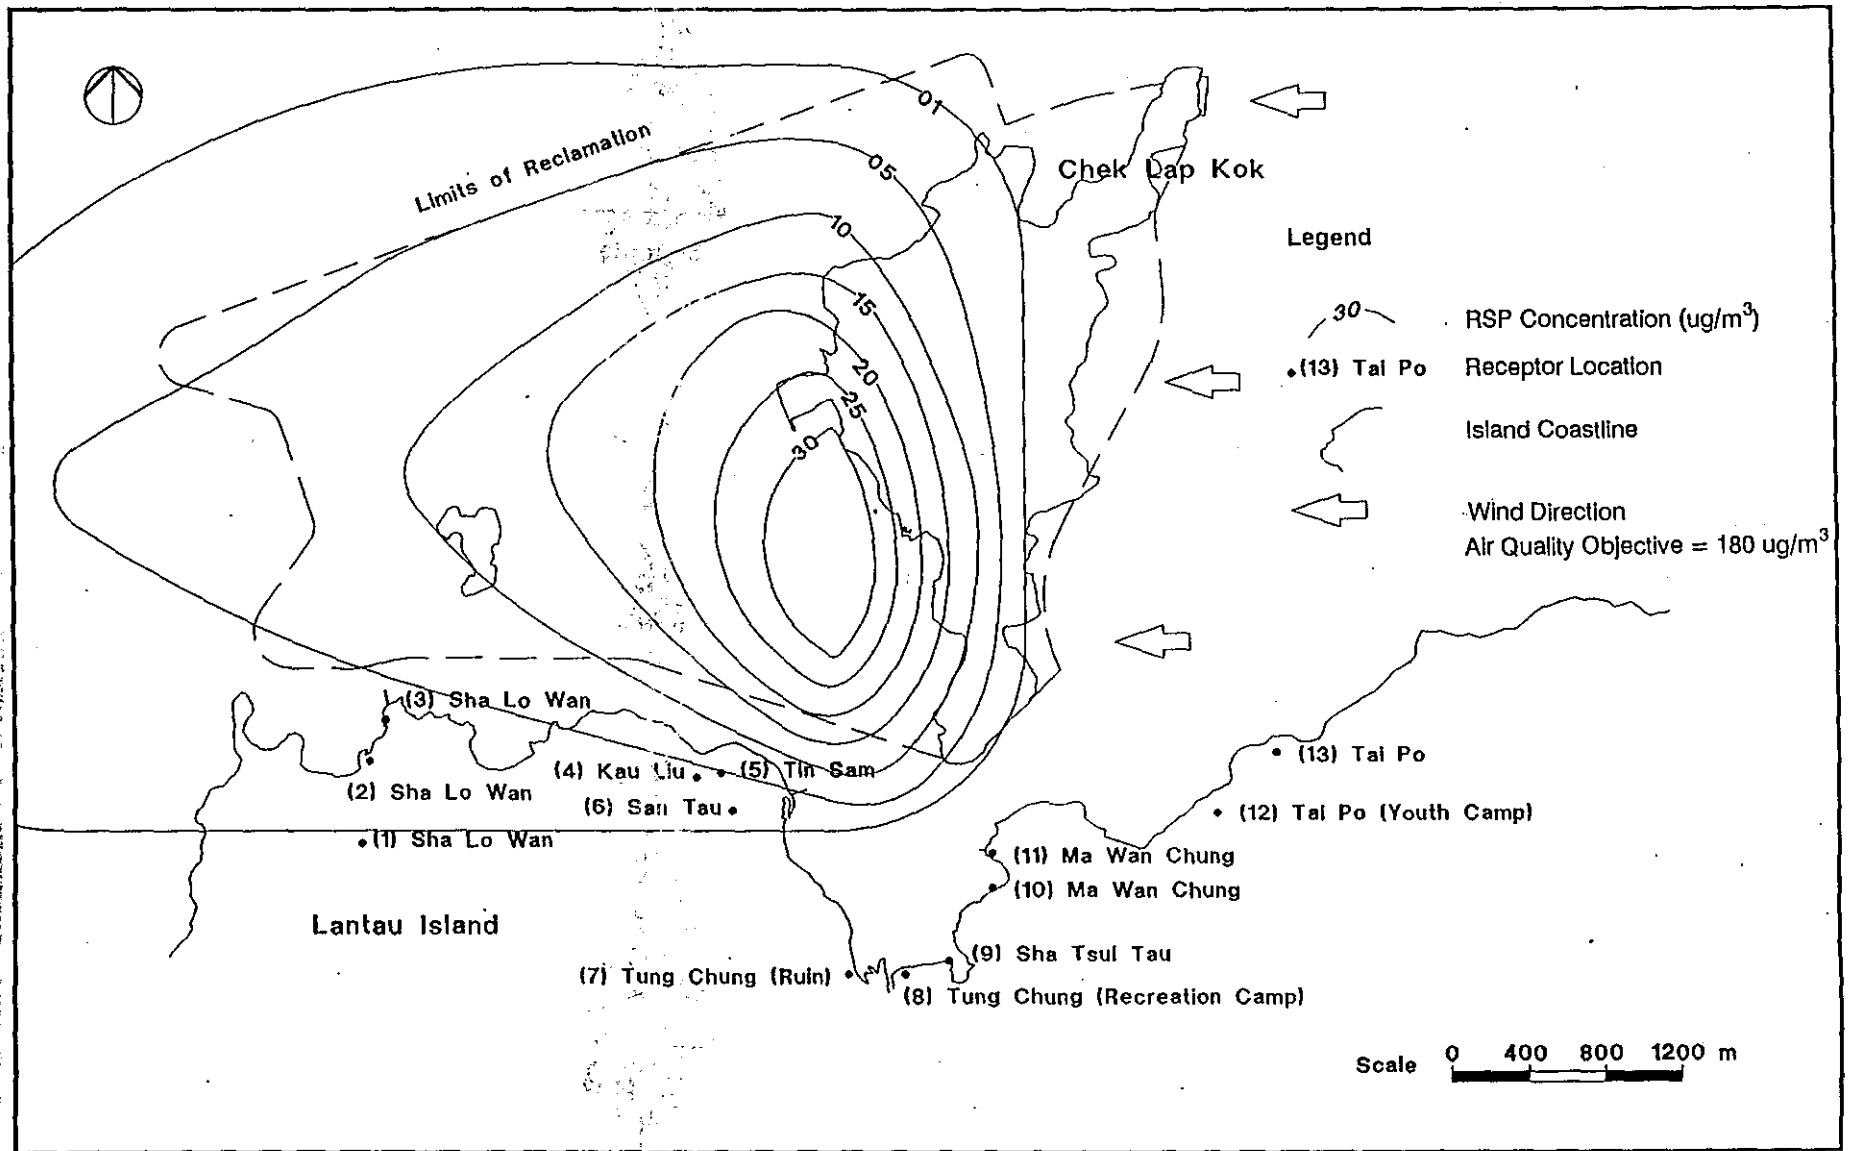 01
Limits of Reclamation
05
Chek Lap Kok
10
Legend
15
30
RSP Concentration (ug/m³)
(13) Tai Po
Receptor Location
20
25
Island Coastline
30
Wind Direction
Air Quality Objective = 180 ug/m³
(3) Sha Lo Wan
(2) Sha Lo Wan
(4) Kau Liu
(5) Tin Sam
(6) San Tau
(13) Tai Po
(12) Tai Po (Youth Camp)
(1) Sha Lo Wan
(11) Ma Wan Chung
(10) Ma Wan Chung
Lantau Island
(9) Sha Tsui Tau
(7) Tung Chung (Ruin)
(8) Tung Chung (Recreation Camp)
Scale 0 400 800 1200 m